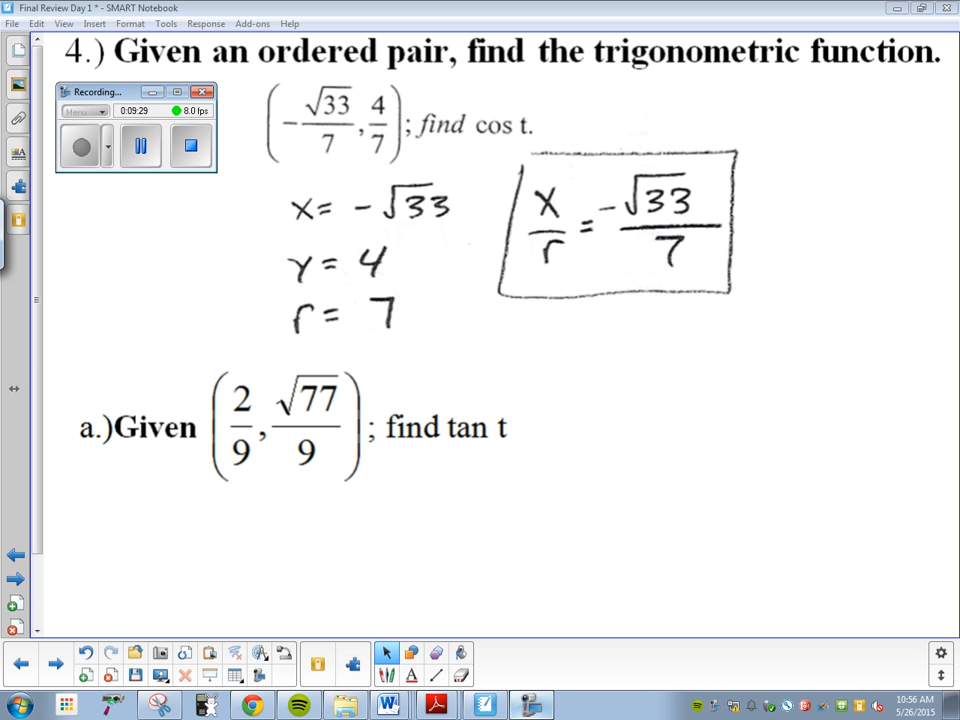 Final Review Day 1 * - SMART Notebook
File Edit View Insert Format Tools Response Add-ons Help
4.) Given an ordered pair, find the trigonometric function.
Recording...
Menu
0:09:29
8.0 fps
(-√33/7, 4/7); find cos t.
x= -√33
y= 4
r= 7
x/r = -√33/7
a.)Given (2/9, √77/9); find tan t
10:56 AM
5/26/2015